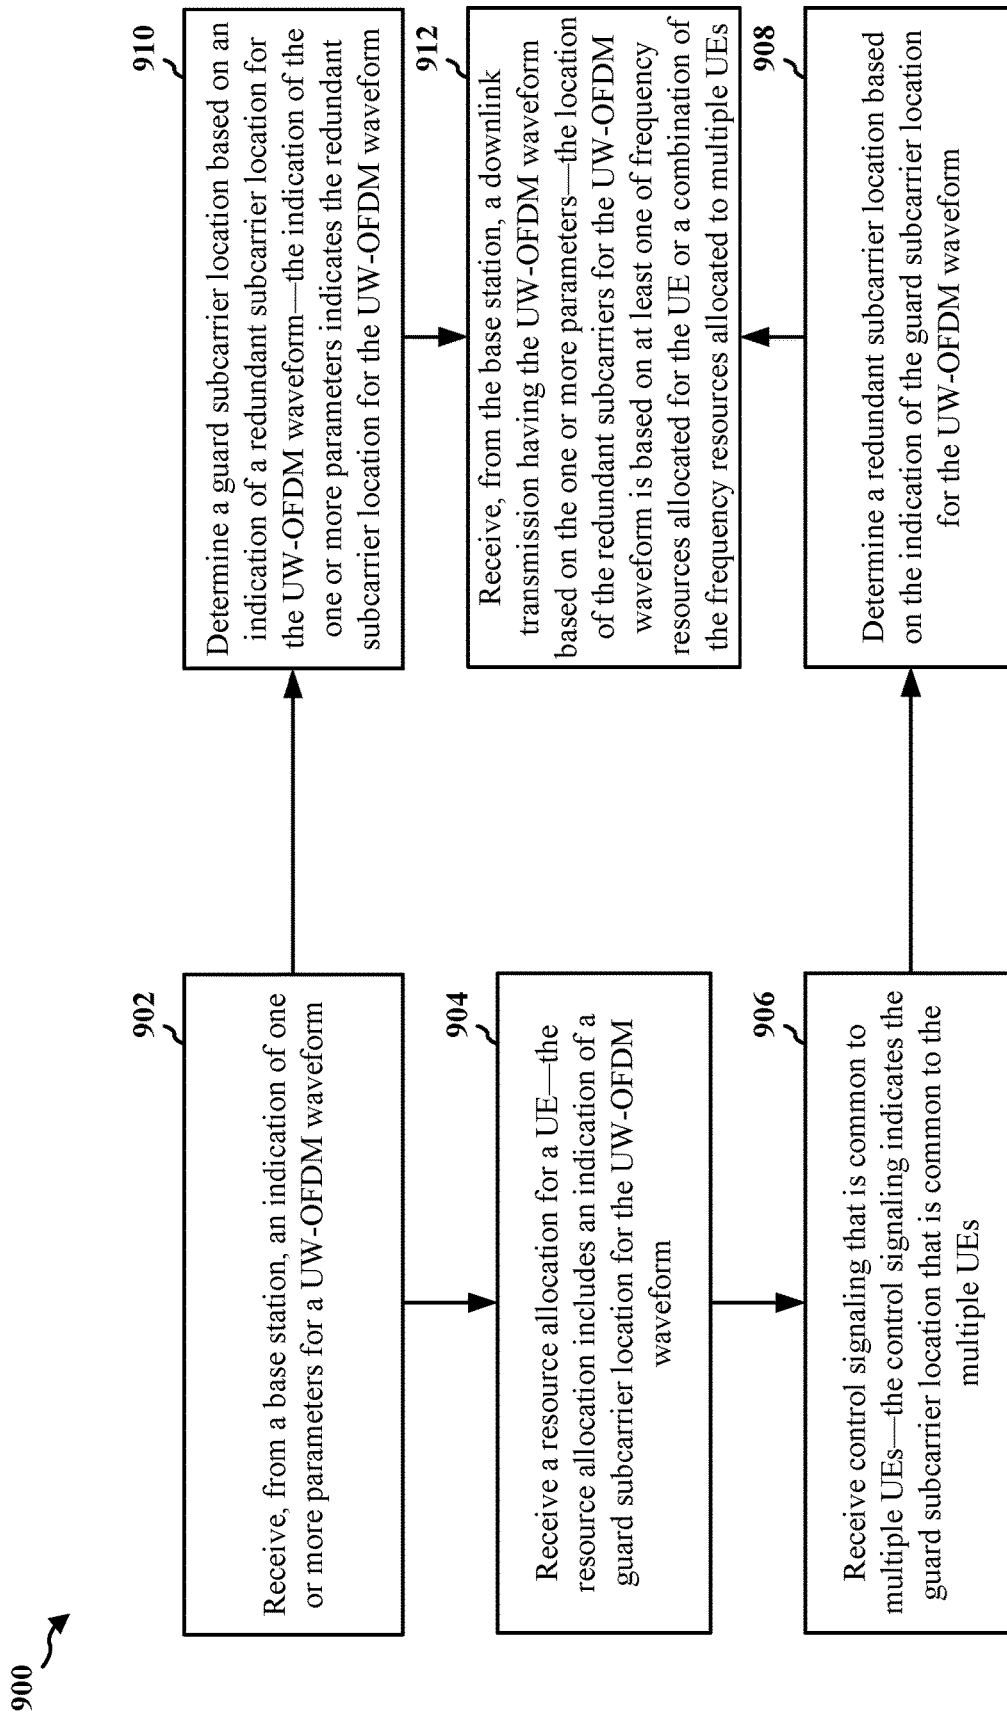 900
902
Receive, from a base station, an indication of one
or more parameters for a UW-OFDM waveform
904
Receive a resource allocation for a UE—the
resource allocation includes an indication of a
guard subcarrier location for the UW-OFDM
waveform
906
Receive control signaling that is common to
multiple UEs—the control signaling indicates the
guard subcarrier location that is common to the
multiple UEs
910
Determine a guard subcarrier location based on an
indication of a redundant subcarrier location for
the UW-OFDM waveform—the indication of the
one or more parameters indicates the redundant
subcarrier location for the UW-OFDM waveform
912
Receive, from the base station, a downlink
transmission having the UW-OFDM waveform
based on the one or more parameters—the location
of the redundant subcarriers for the UW-OFDM
waveform is based on at least one of frequency
resources allocated for the UE or a combination of
the frequency resources allocated to multiple UEs
908
Determine a redundant subcarrier location based
on the indication of the guard subcarrier location
for the UW-OFDM waveform